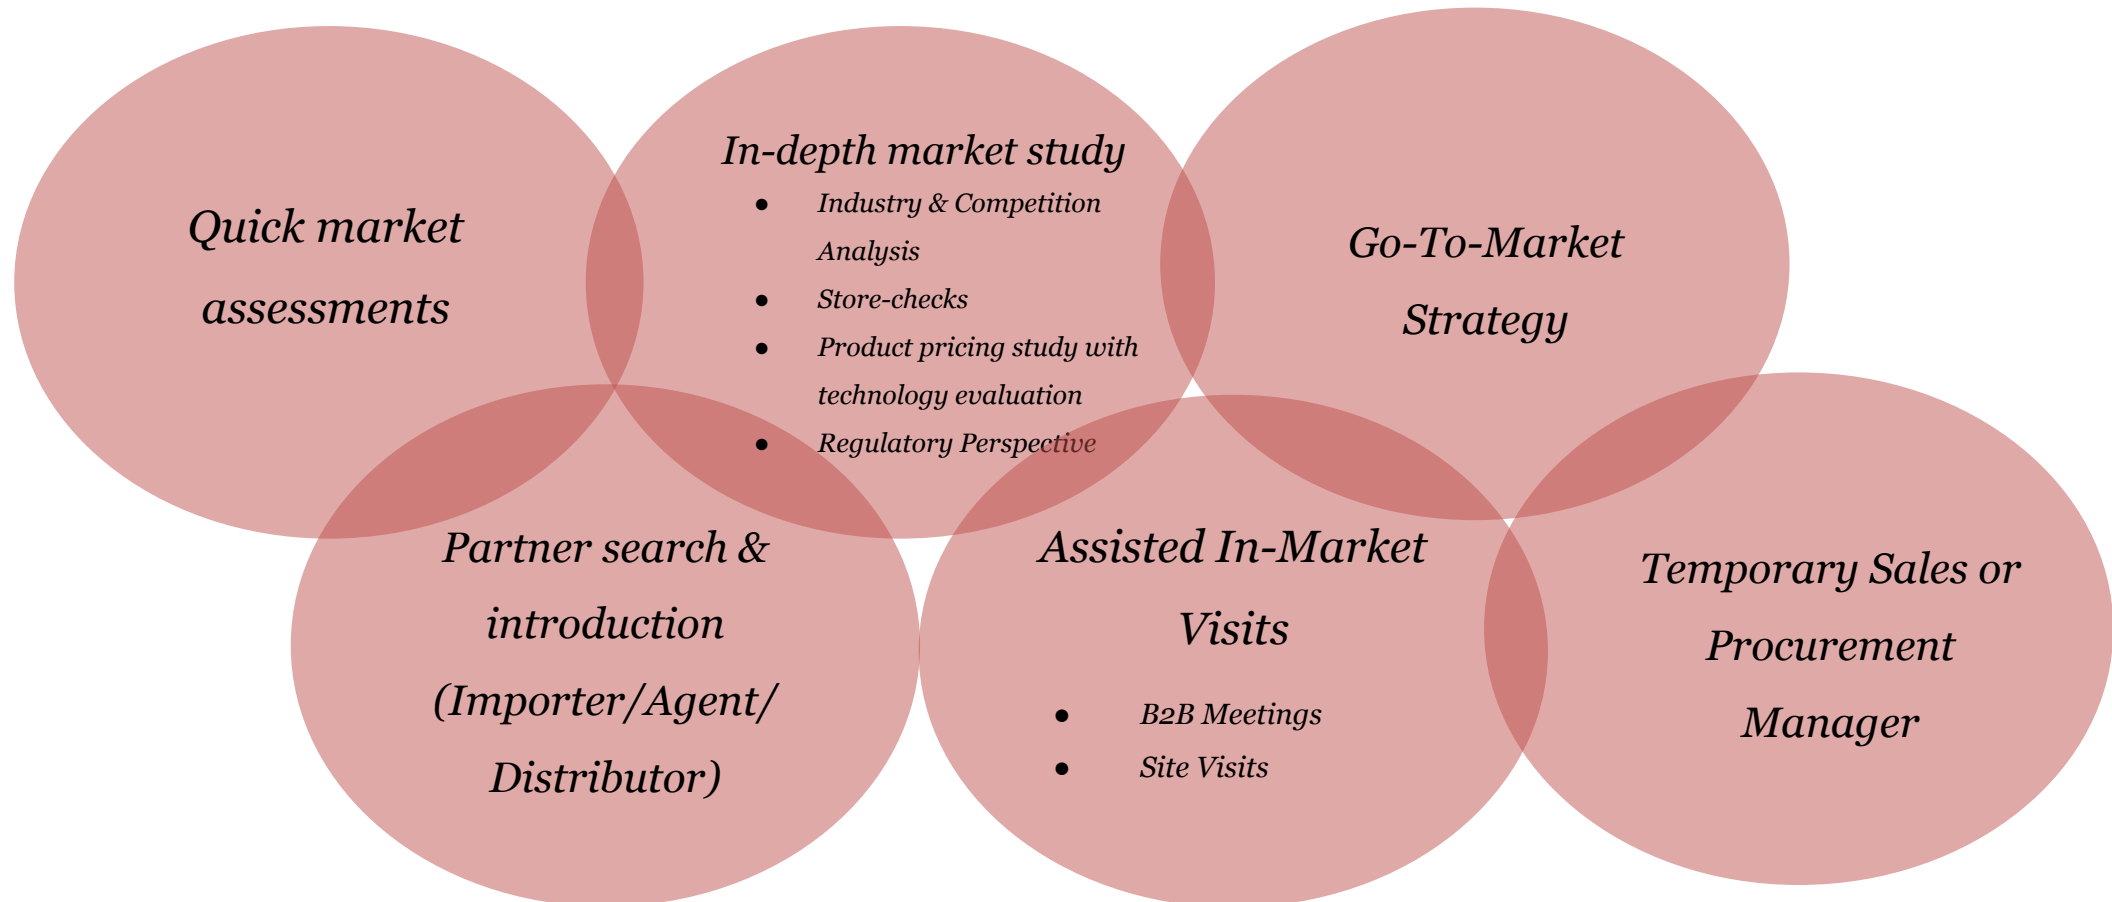 Quick market
assessments
In-depth market study
● Industry & Competition
Analysis
● Store-checks
● Product pricing study with
technology evaluation
● Regulatory Perspective
Go-To-Market
Strategy
Partner search &
introduction
(Importer/Agent/
Distributor)
Assisted In-Market
Visits
● B2B Meetings
● Site Visits
Temporary Sales or
Procurement
Manager